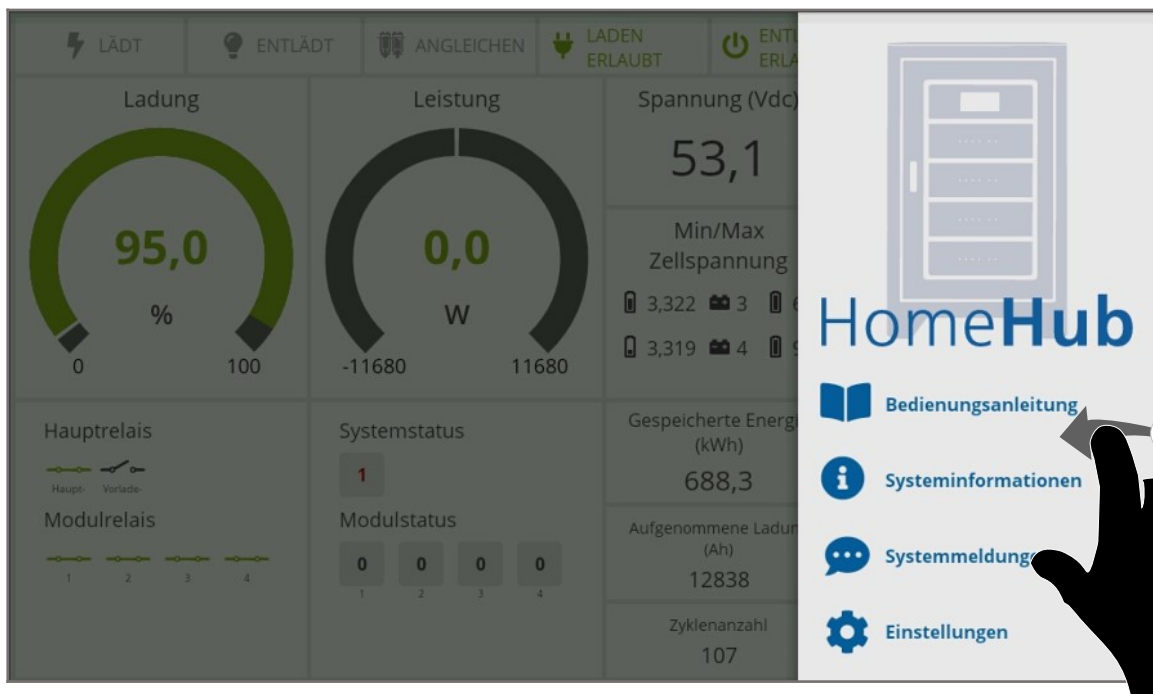 LÄDT
ENTLÄDT
ANGLEICHEN
LADEN
ERLAUBT
Ladung
95,0
%
0
100
Leistung
0,0
W
-11680
11680
Spannung (Vdc)
53,1
Min/Max
Zellspannung
3,322 3
3,319 4
Hauptrelais
Haupt- Vorlade-
Modulrelais
1 2 3 4
Systemstatus
1
Modulstatus
0 0 0 0
1 2 3 4
Gespeicherte
(kWh)
688,3
Aufgenommene
(Ah)
12838
Zyklenanzahl
107
HomeHub
Bedienungsanleitung
Systeminformationen
Einstellungen